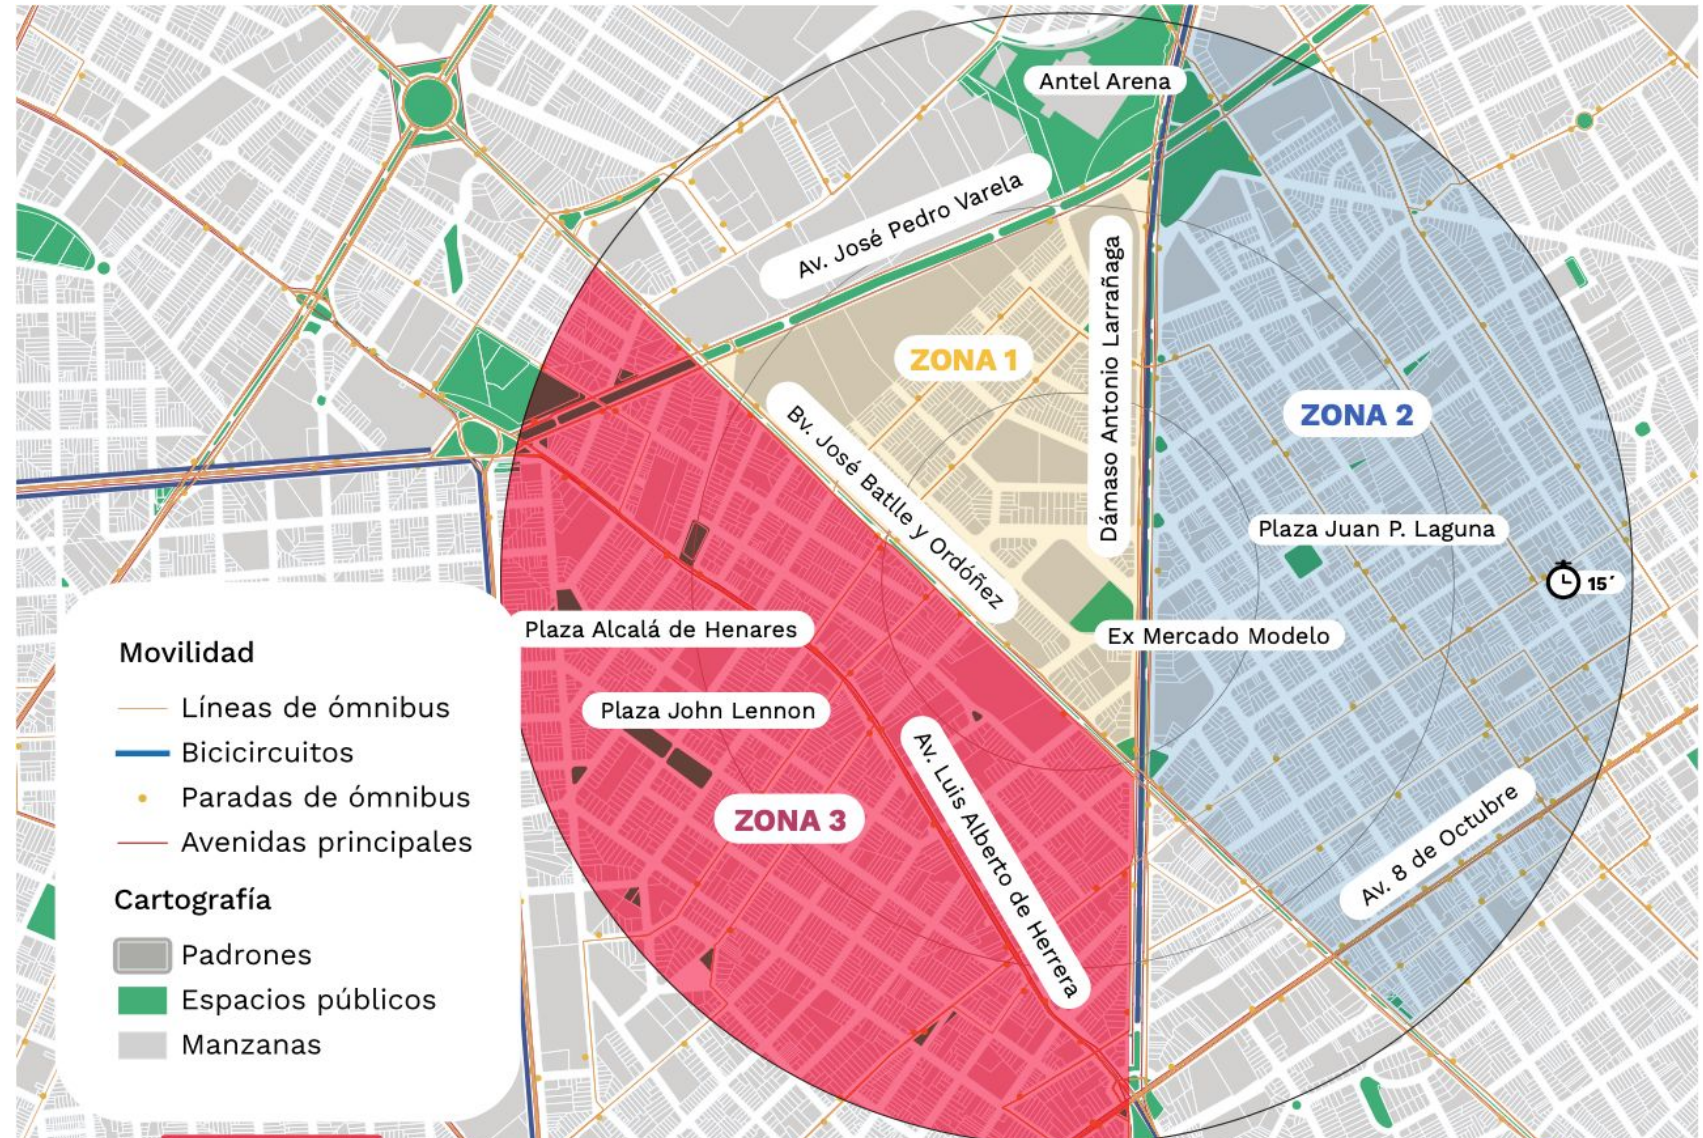 Antel Arena
Av. José Pedro Varela
Dámaso Antonio Larrañaga
ZONA 1
ZONA 2
Bv. José Batlle y Ordóñez
Plaza Juan P. Laguna
15´
Plaza Alcalá de Henares
Ex Mercado Modelo
Plaza John Lennon
ZONA 3
Av. Luis Alberto de Herrera
Av. 8 de Octubre
Movilidad
Líneas de ómnibus
Bicicircuitos
Paradas de ómnibus
Avenidas principales
Cartografía
Padrones
Espacios públicos
Manzanas